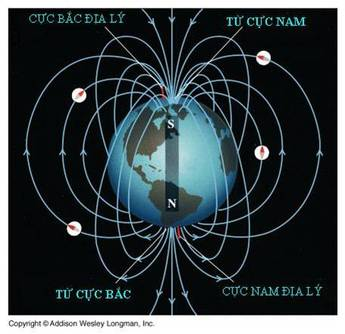 CỰC BẮC ĐỊA LÝ
TỪ CỰC NAM
S
N
TỪ CỰC BẮC
CỰC NAM ĐỊA LÝ
Copyright © Addison Wesley Longman, Inc.